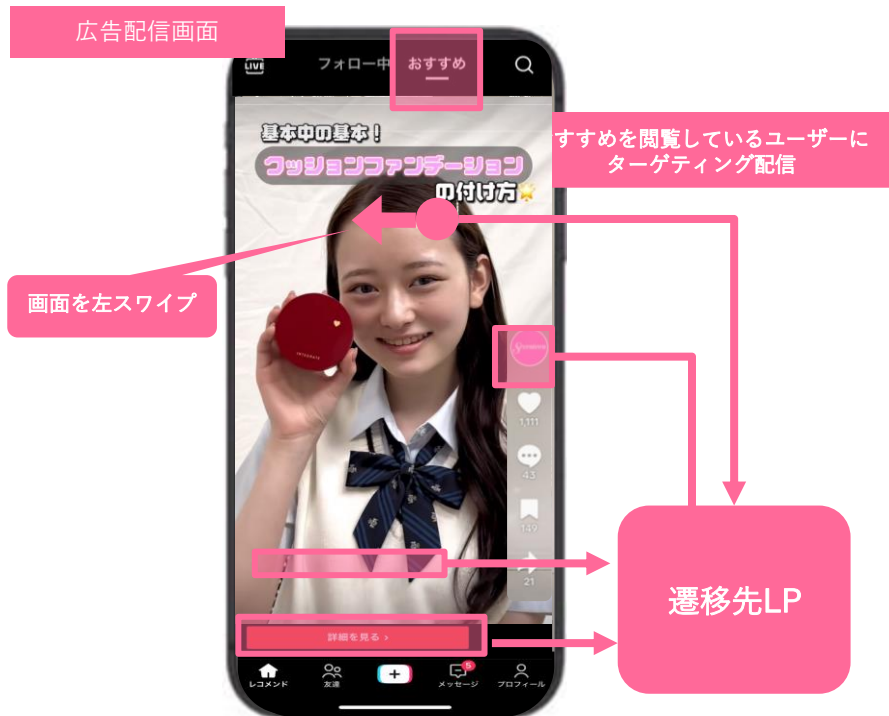 広告配信画面
LIVE
フォロー中
おすすめ
すすめを閲覧しているユーザーに
ターゲティング配信
基本中の基本！
クッションファンデーション
の付け方🌟
画面を左スワイプ
INTEGRATE
1,111
43
149
21
遷移先LP
詳細を見る ›
5
レコメンド
友達
メッセージ
プロフィール